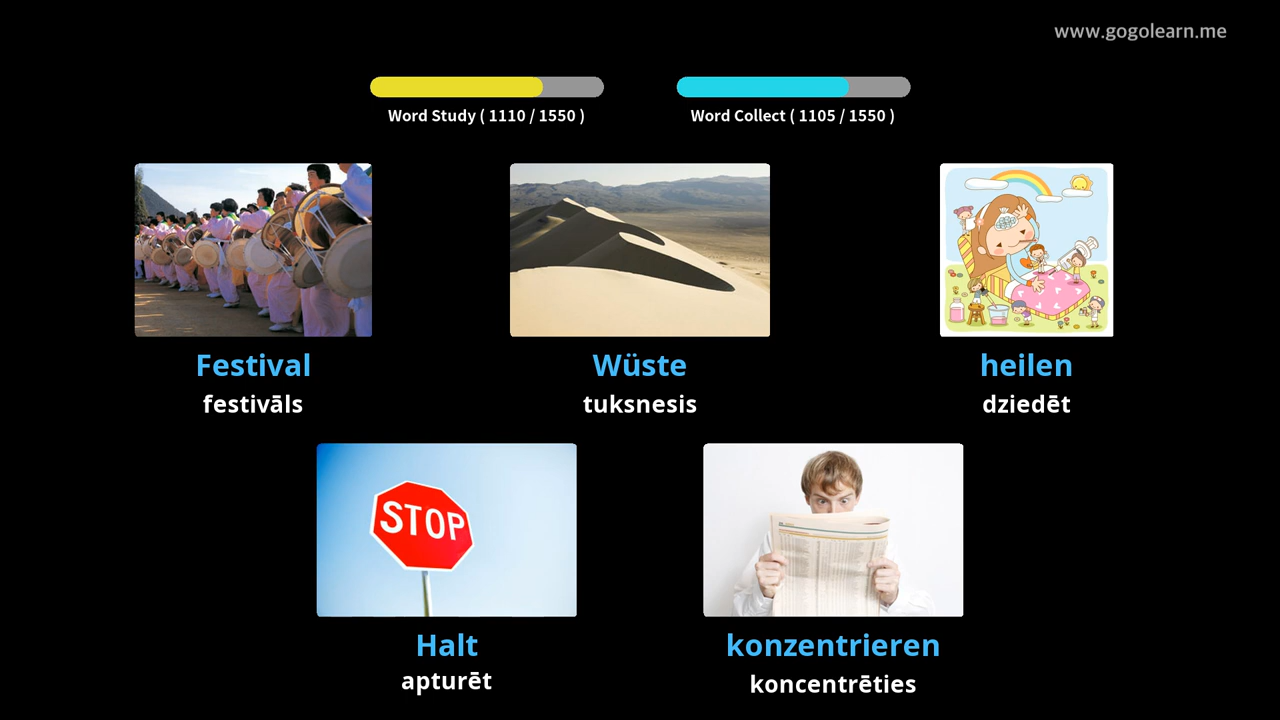 www.gogolearn.me
Word Study ( 1110 / 1550 )
Word Collect ( 1105 / 1550 )
Festival
festivāls
Wüste
tuksnesis
heilen
dziedēt
STOP
Halt
apturēt
konzentrieren
koncentrēties